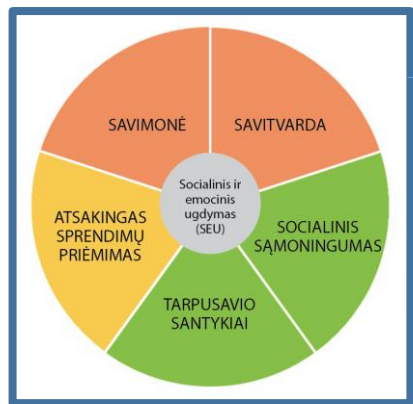 SAVIMONĖ
SAVITVARDA
Socialinis ir
emocinis
ugdymas
(SEU)
ATSAKINGAS
SPRENDIMŲ
PRIĖMIMAS
SOCIALINIS
SĄMONINGUMAS
TARPUSAVIO
SANTYKIAI